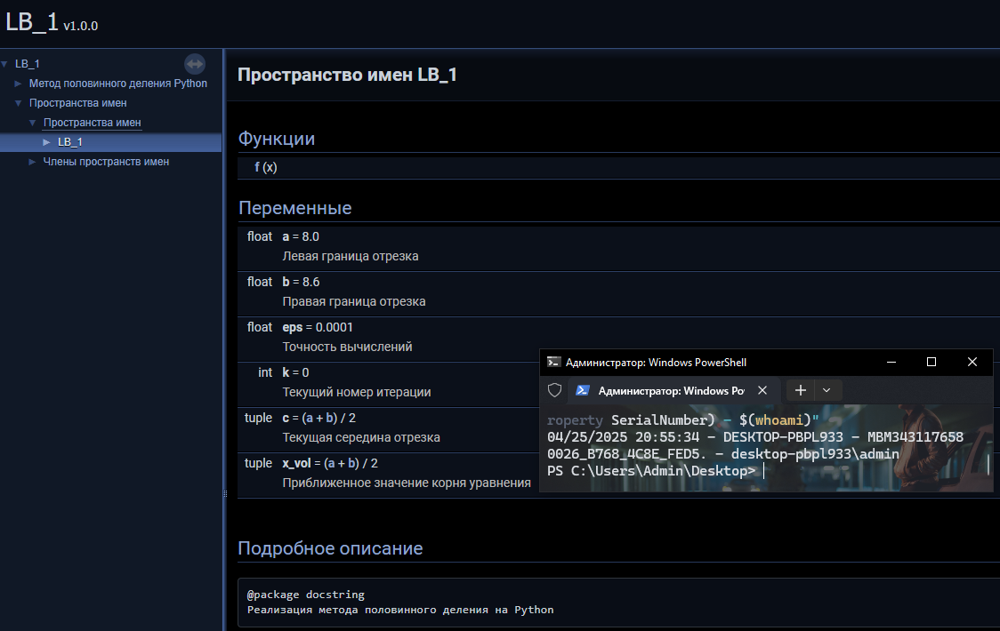 LB_1 v1.0.0
LB_1
Метод половинного деления Python
Пространства имен
Пространства имен
LB_1
Члены пространств имен
Пространство имен LB_1
Функции
f (x)
Переменные
float a = 8.0
Левая граница отрезка
float b = 8.6
Правая граница отрезка
float eps = 0.0001
Точность вычислений
int k = 0
Текущий номер итерации
tuple c = (a + b) / 2
Текущая середина отрезка
tuple x_vol = (a + b) / 2
Приближенное значение корня уравнения
Администратор: Windows PowerShell
Администратор: Windows Po
roperty SerialNumber) - $(whoami)"
04/25/2025 20:55:34 - DESKTOP-PBPL933 - MBM343117658
0026_B768_4C8E_FED5. - desktop-pbpl933\admin
PS C:\Users\Admin\Desktop>
Подробное описание
@package docstring
Реализация метода половинного деления на Python